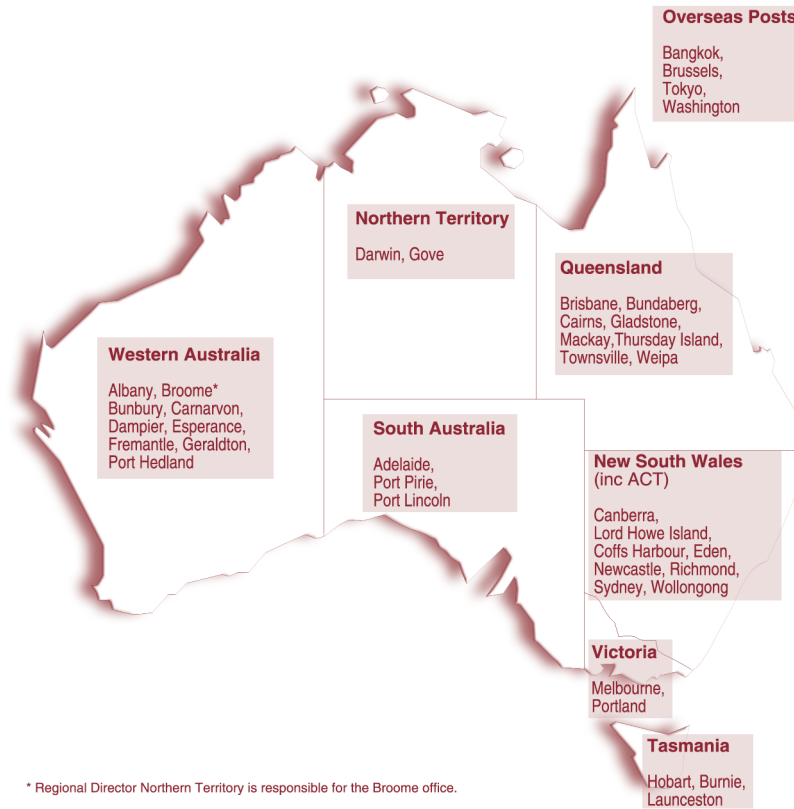 Overseas Posts
Bangkok,
Brussels,
Tokyo,
Washington
Northern Territory
Darwin, Gove
Queensland
Brisbane, Bundaberg,
Cairns, Gladstone,
Mackay,Thursday Island,
Townsville, Weipa
Western Australia
Albany, Broome*
Bunbury, Carnarvon,
Dampier, Esperance,
Fremantle, Geraldton,
Port Hedland
South Australia
Adelaide,
Port Pirie,
Port Lincoln
New South Wales
(inc ACT)
Canberra,
Lord Howe Island,
Coffs Harbour, Eden,
Newcastle, Richmond,
Sydney, Wollongong
Victoria
Melbourne,
Portland
Tasmania
Hobart, Burnie,
Launceston
* Regional Director Northern Territory is responsible for the Broome office.